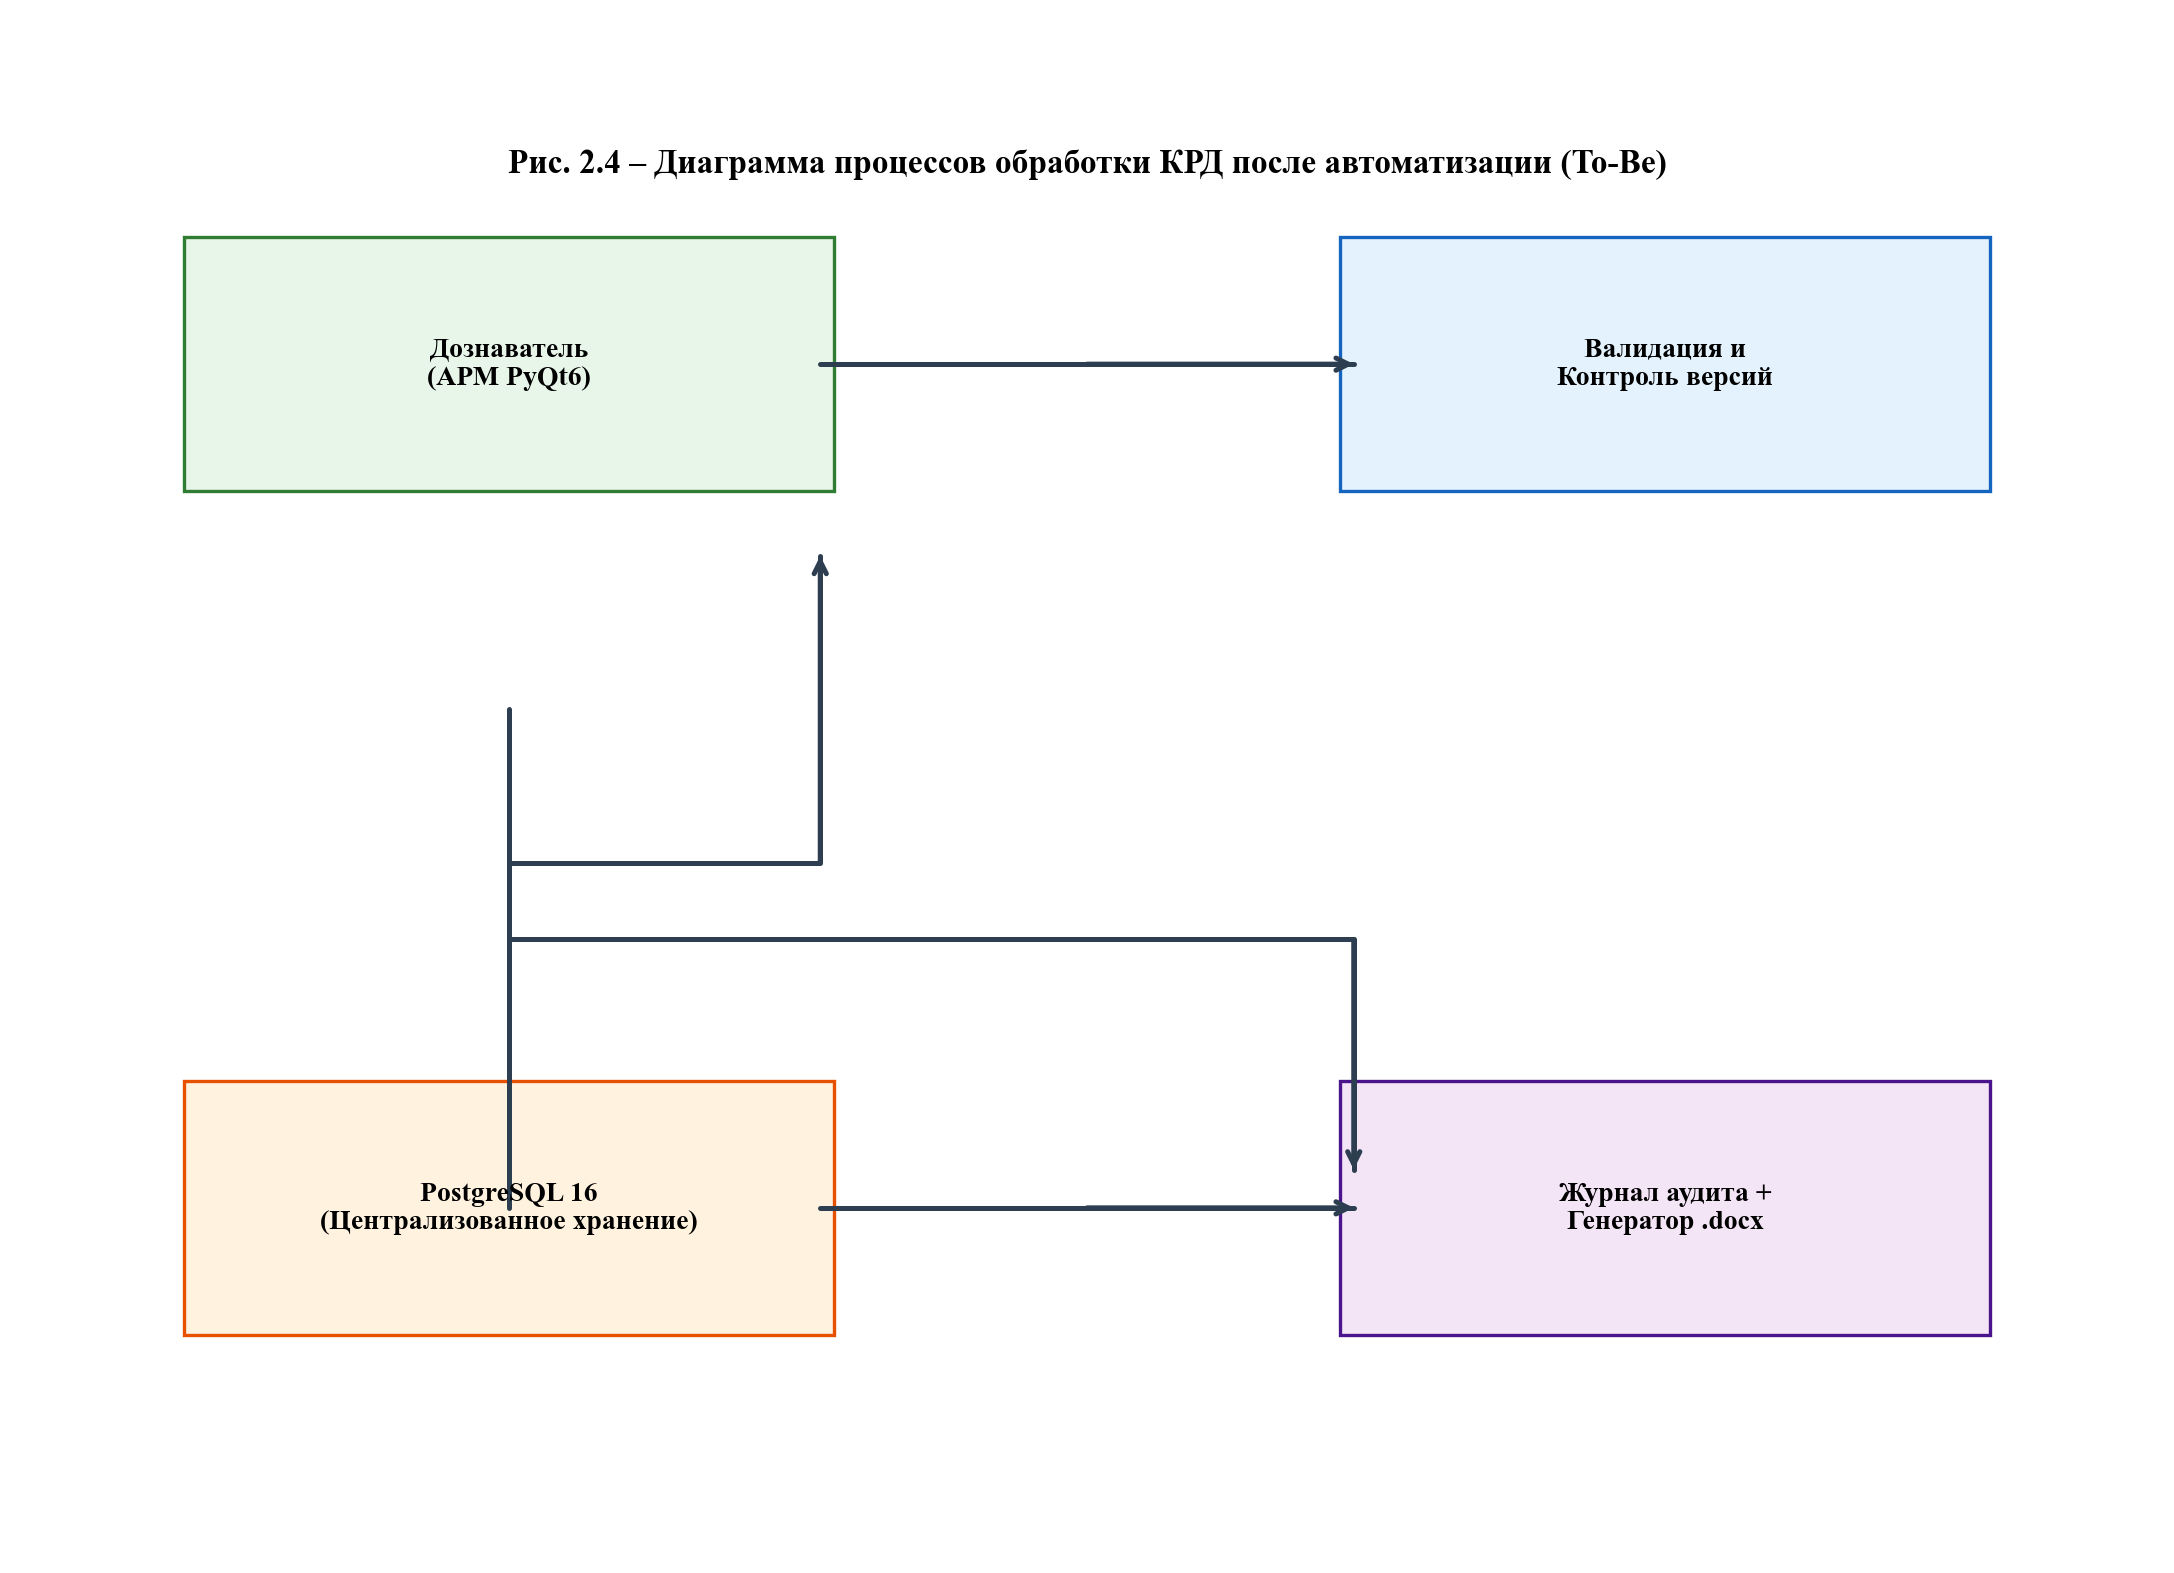 Рис. 2.4 – Диаграмма процессов обработки КРД после автоматизации (To-Be)
Дознаватель
(АРМ PyQt6)
Валидация и
Контроль версий
PostgreSQL 16
(Централизованное хранение)
Журнал аудита +
Генератор .docx